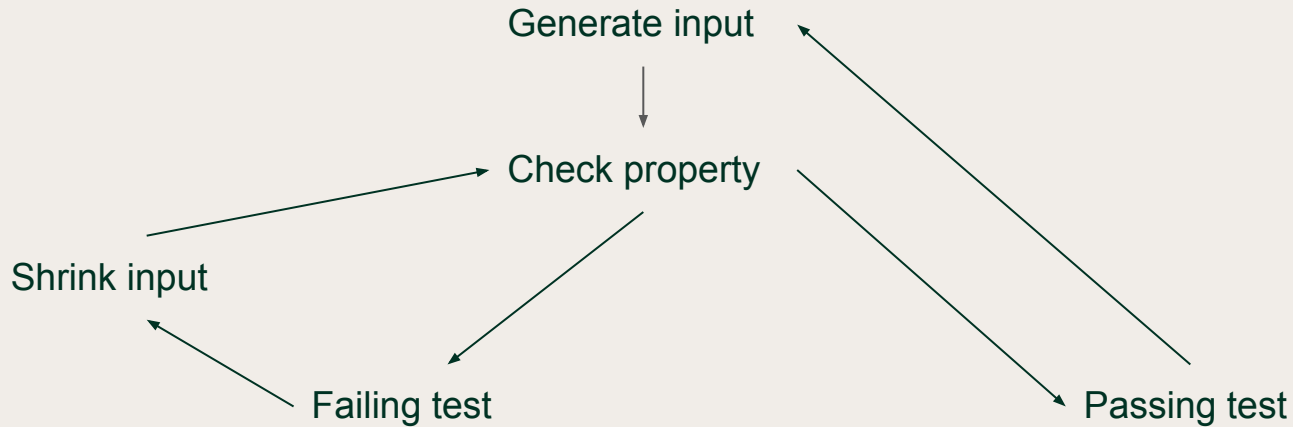 Generate input
Check property
Shrink input
Failing test
Passing test